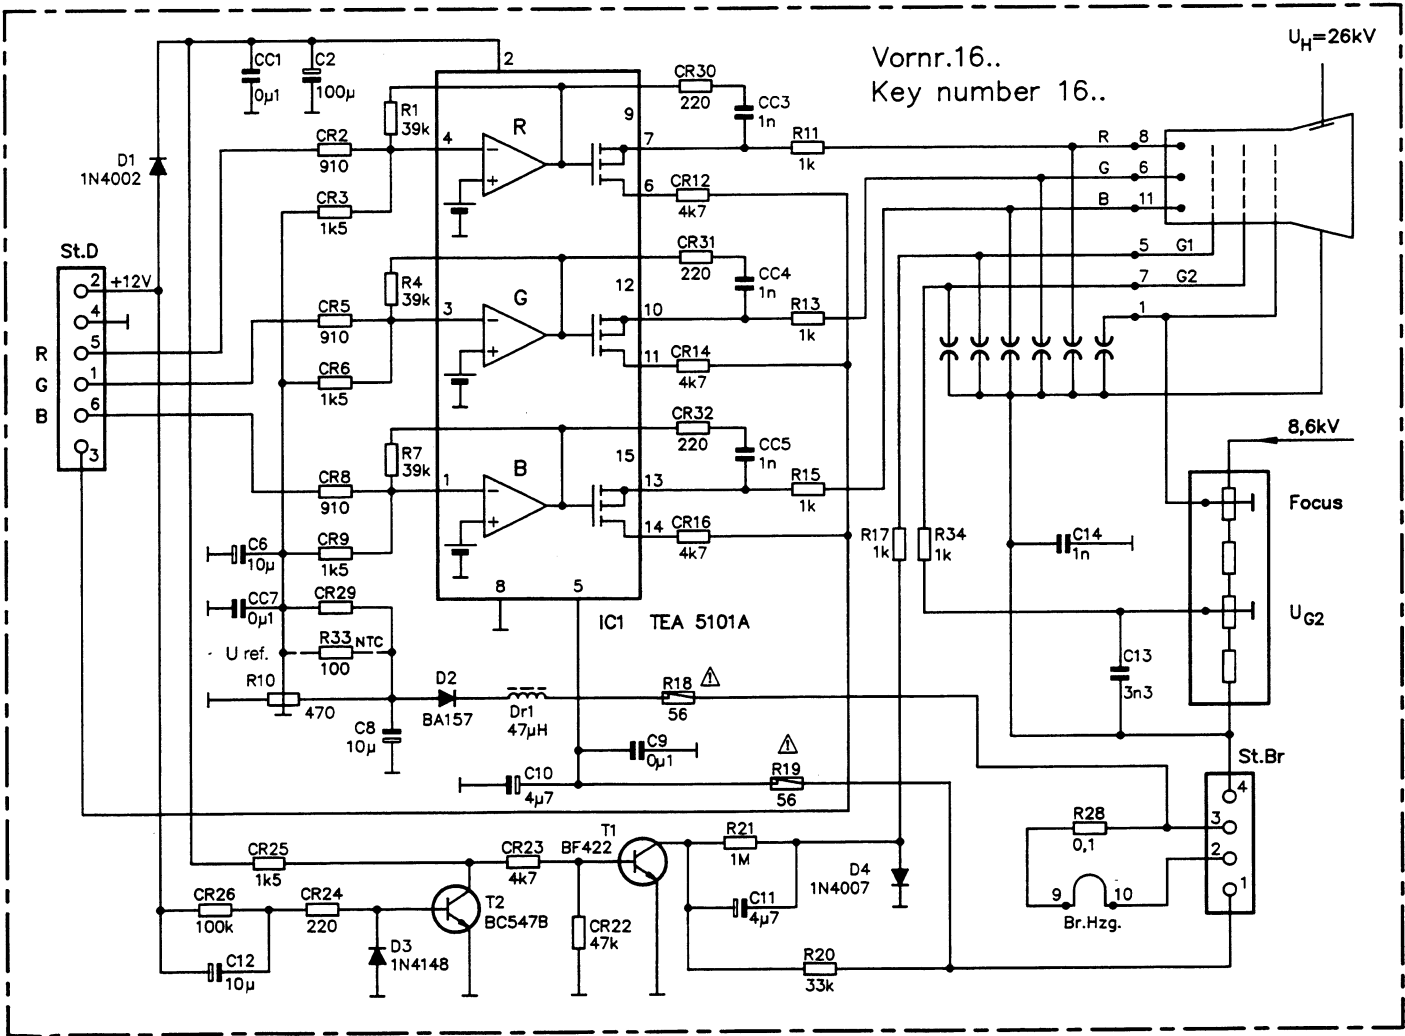 Vornr.16..
Key number 16..
U_H=26kV
CC1
0µ1
C2
100µ
2
D1
1N4002
R1
39k
CR2
910
CR3
1k5
4
R
9
7
6
CR30
220
CC3
1n
R11
1k
CR12
4k7
R 8
G 6
B 11
5 G1
7 G2
1
St.D
2 +12V
4
R 5
G 1
B 6
3
R4
39k
CR5
910
CR6
1k5
3
G
12
10
11
CR31
220
CC4
1n
R13
1k
CR14
4k7
R7
39k
CR8
910
CR9
1k5
1
B
15
13
14
CR32
220
CC5
1n
R15
1k
CR16
4k7
8,6kV
Focus
U_G2
R17
1k
R34
1k
C14
1n
C13
3n3
C6
10µ
CC7
0µ1
CR29
U ref.
R33 NTC
100
R10
470
8
5
IC1 TEA 5101A
C8
10µ
D2
BA157
Dr1
47µH
R18
56
C9
0µ1
C10
4µ7
R19
56
St.Br
4
3
2
1
R28
0,1
9
10
Br.Hzg.
CR25
1k5
CR26
100k
C12
10µ
CR24
220
D3
1N4148
T2
BC547B
CR23
4k7
CR22
47k
T1
BF422
R21
1M
C11
4µ7
R20
33k
D4
1N4007